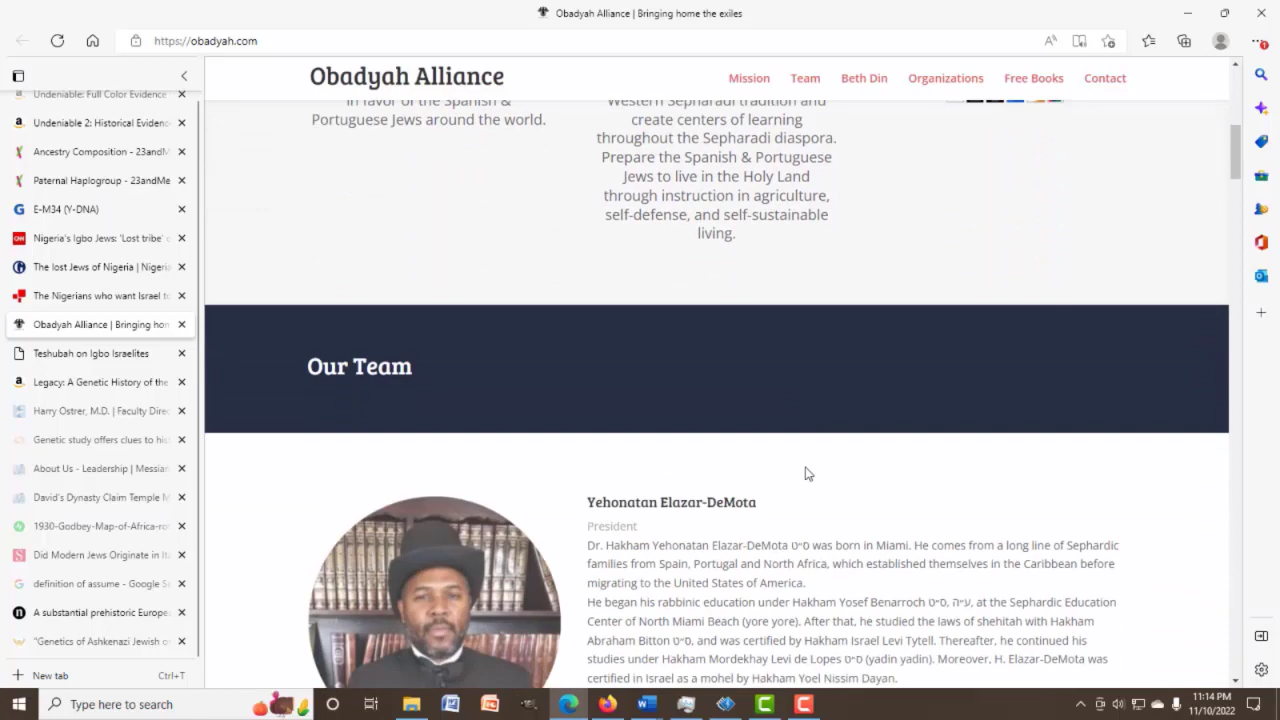 Obadyah Alliance | Bringing home the exiles
https://obadyah.com
Undeniable: Full Color Evidence
Undeniable 2: Historical Evidenc
Ancestry Composition - 23andM
Paternal Haplogroup - 23andMe
E-M34 (Y-DNA)
Nigeria's Igbo Jews: 'Lost tribe'
The lost Jews of Nigeria | Nigeria
The Nigerians who want Israel to
Obadyah Alliance | Bringing hom
Teshubah on Igbo Israelites
Legacy: A Genetic History of the
Harry Ostrer, M.D. | Faculty Dire
Genetic study offers clues to his
About Us - Leadership | Messian
David's Dynasty Claim Temple M
1930-Godbey-Map-of-Africa-ro
Did Modern Jews Originate in Ita
definition of assume - Google Se
A substantial prehistoric Europea
"Genetics of Ashkenazi Jewish o
New tab Ctrl+T
Obadyah Alliance
Mission Team Beth Din Organizations Free Books Contact
in favor of the Spanish &
Portuguese Jews around the world.
Western Sepharadi tradition and
create centers of learning
throughout the Sepharadi diaspora.
Prepare the Spanish & Portuguese
Jews to live in the Holy Land
through instruction in agriculture,
self-defense, and self-sustainable
living.
Our Team
Yehonatan Elazar-DeMota
President
Dr. Hakham Yehonatan Elazar-DeMota ס״ט was born in Miami. He comes from a long line of Sephardic
families from Spain, Portugal and North Africa, which established themselves in the Caribbean before
migrating to the United States of America.
He began his rabbinic education under Hakham Yosef Benarroch ס״ט, ע״ה, at the Sephardic Education
Center of North Miami Beach (yore yore). After that, he studied the laws of shehitah with Hakham
Abraham Bitton ס״ט, and was certified by Hakham Israel Levi Tytell. Thereafter, he continued his
studies under Hakham Mordekhay Levi de Lopes ס״ט (yadin yadin). Moreover, H. Elazar-DeMota was
certified in Israel as a mohel by Hakham Yoel Nissim Dayan.
Type here to search
11:14 PM
11/10/2022